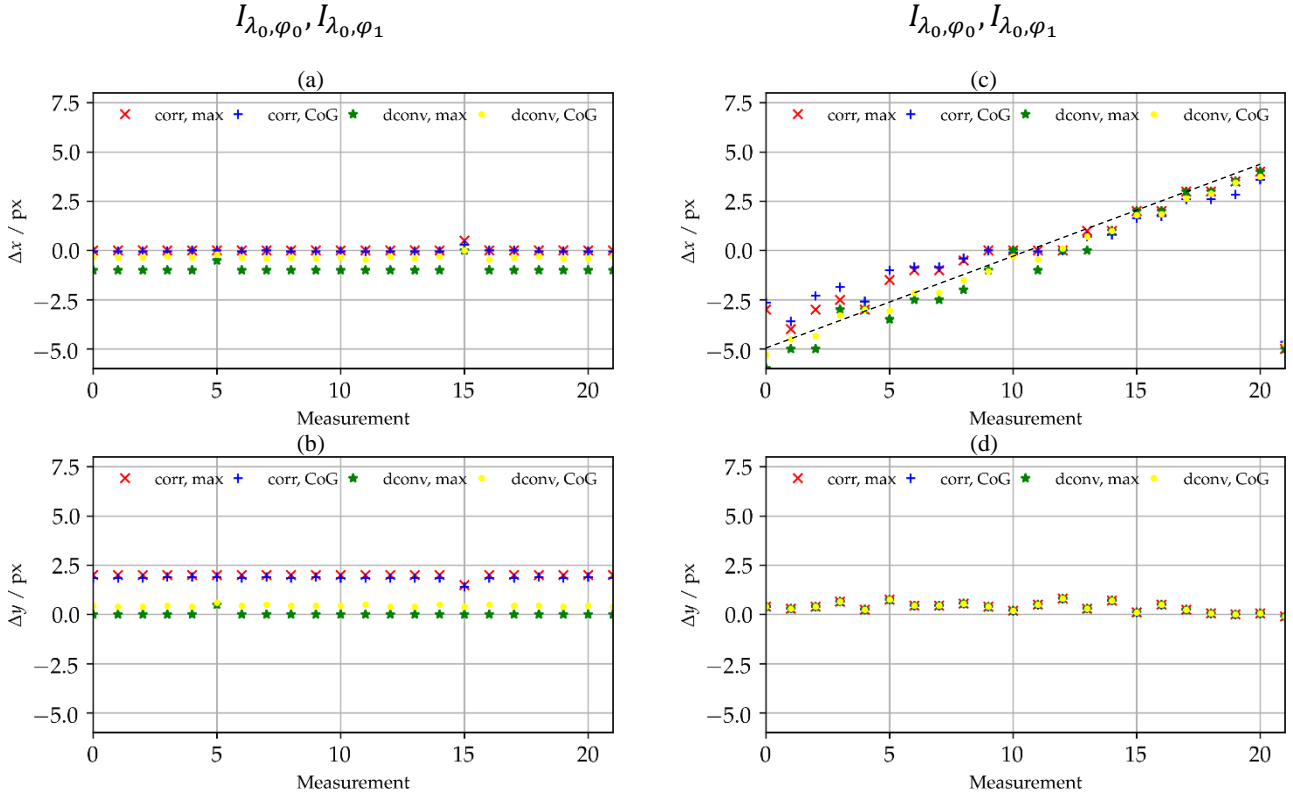 I_{λ0,φ0}, I_{λ0,φ1}
I_{λ0,φ0}, I_{λ0,φ1}
(a)
7.5
5.0
2.5
0.0
−2.5
−5.0
Δx / px
corr, max corr, CoG dconv, max dconv, CoG
0 5 10 15 20
Measurement
(c)
7.5
5.0
2.5
0.0
−2.5
−5.0
Δx / px
corr, max corr, CoG dconv, max dconv, CoG
0 5 10 15 20
Measurement
(b)
7.5
5.0
2.5
0.0
−2.5
−5.0
Δy / px
corr, max corr, CoG dconv, max dconv, CoG
0 5 10 15 20
Measurement
(d)
7.5
5.0
2.5
0.0
−2.5
−5.0
Δy / px
corr, max corr, CoG dconv, max dconv, CoG
0 5 10 15 20
Measurement